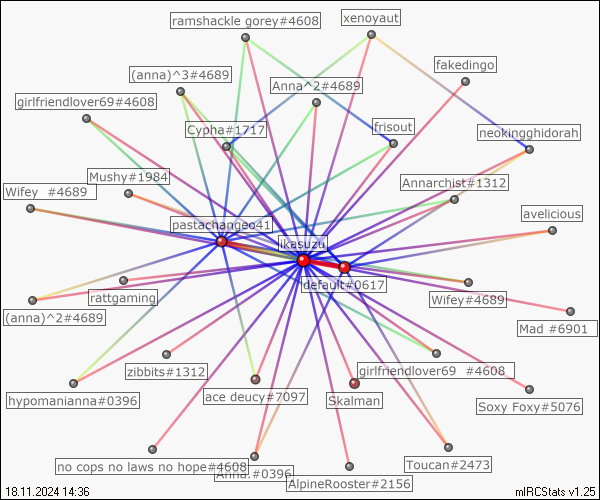 ramshackle gorey#4608
xenoyaut
fakedingo
(anna)^3#4689
Anna^2#4689
girlfriendlover69#4608
Cypha#1717
frisout
neokingghidorah
Mushy#1984
Annarchist#1312
Wifey #4689
avelicious
pastachangeo41
ikesuzu
default#0617
rattgaming
Wifey#4689
(anna)^2#4689
Mad #6901
zibbits#1312
girlfriendlover69 #4608
hypomanianna#0396
ace deucy#7097
Skalman
Soxy Foxy#5076
no cops no laws no hope#4608
Anna.#0396
Toucan#2473
AlpineRooster#2156
18.11.2024 14:36
mIRCStats v1.25